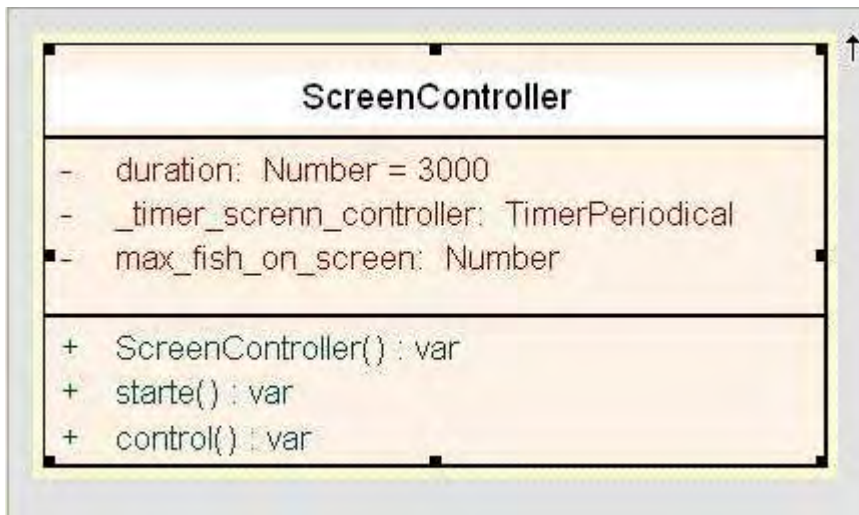 ScreenController
- duration: Number = 3000
- _timer_screnn_controller: TimerPeriodical
- max_fish_on_screen: Number
+ ScreenController() : var
+ starte() : var
+ control() : var